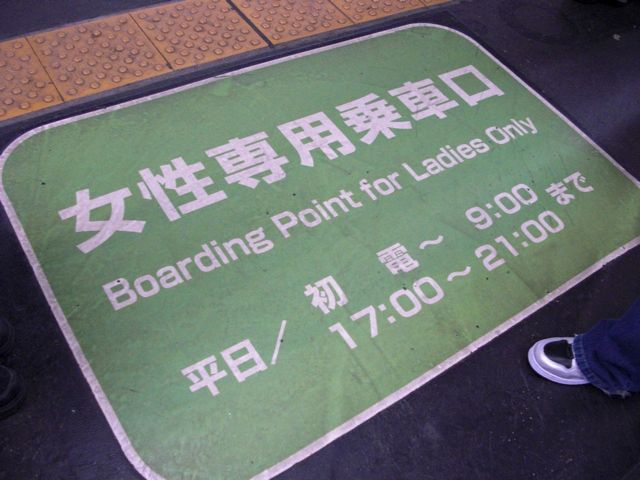 女性専用乗車口
Boarding Point for Ladies Only
初 電～ 9:00 まで
平日／ 17:00～21:00